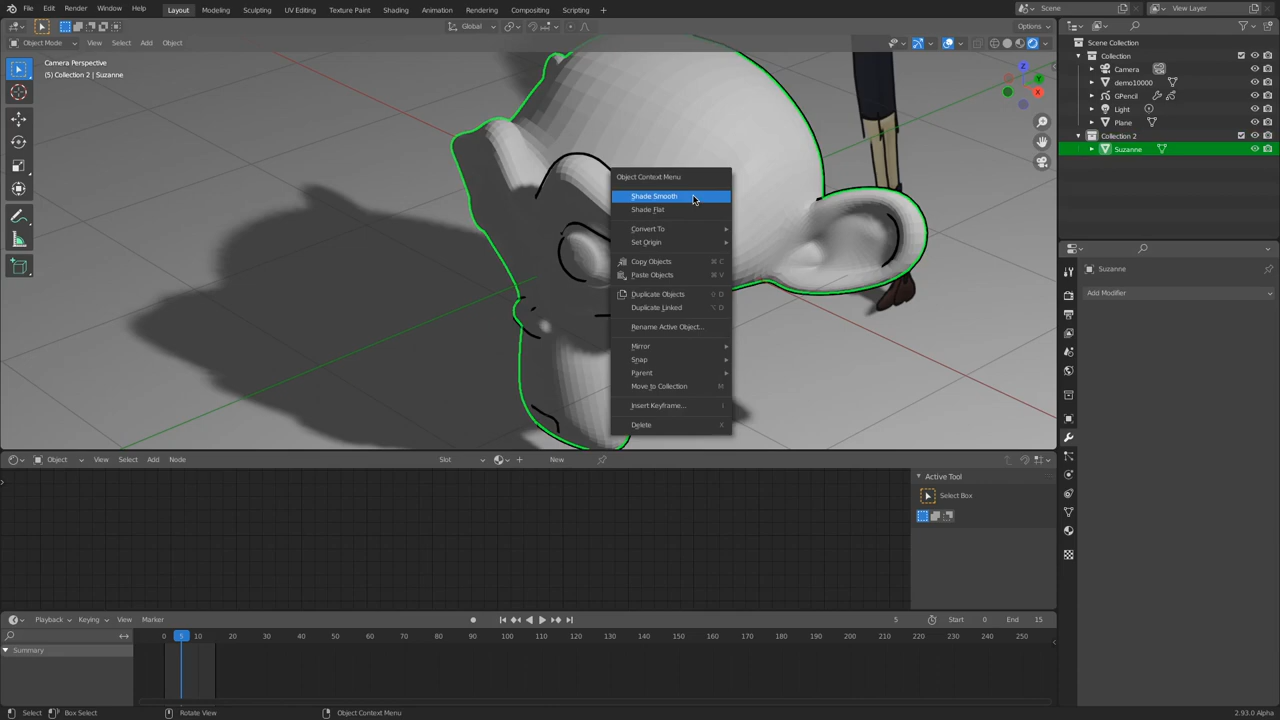 File Edit Render Window Help Layout Modeling Sculpting UV Editing Texture Paint Shading Animation Rendering Compositing Scripting + Scene View Layer
Global Options
Object Mode View Select Add Object
Camera Perspective
(5) Collection 2 | Suzanne
Z
Y
X
Object Context Menu
Shade Smooth
Shade Flat
Convert To
Set Origin
Copy Objects ⌘ C
Paste Objects ⌘ V
Duplicate Objects ⇧ D
Duplicate Linked ⌥ D
Rename Active Object...
Mirror
Snap
Parent
Move to Collection M
Insert Keyframe... I
Delete X
Scene Collection
Collection
Camera
demo10000
GPencil
Light
Plane
Collection 2
Suzanne
Suzanne
Add Modifier
Object View Select Add Node Slot New
Active Tool
Select Box
Playback Keying View Marker 5 Start 0 End 15
0 5 10 20 30 40 50 60 70 80 90 100 110 120 130 140 150 160 170 180 190 200 210 220 230 240 250
Summary
Select Box Select Rotate View Object Context Menu 2.93.0 Alpha